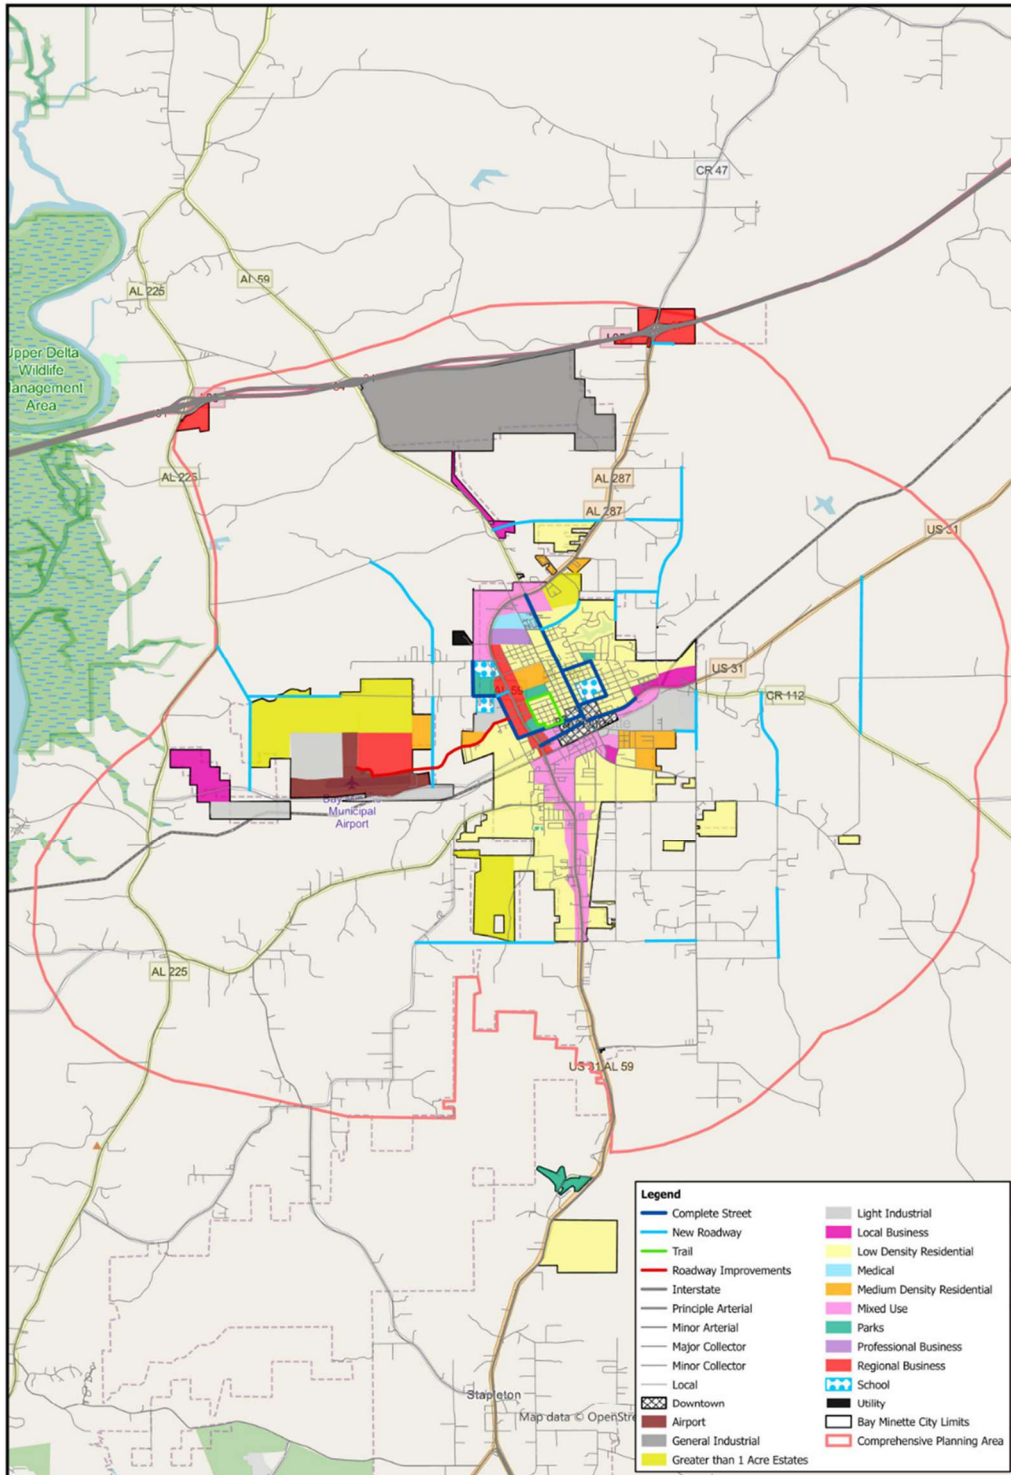 CR 47
AL 59
AL 225
Upper Delta
Wildlife
Management
Area
AL 225
AL 287
AL 287
US 31
US 31
AL 59
CR 112
Municipal
Airport
AL 225
US 31 AL 59
Stapleton
Map data © OpenStre
Legend
Complete Street
New Roadway
Trail
Roadway Improvements
Interstate
Principle Arterial
Minor Arterial
Major Collector
Minor Collector
Local
Downtown
Airport
General Industrial
Greater than 1 Acre Estates
Light Industrial
Local Business
Low Density Residential
Medical
Medium Density Residential
Mixed Use
Parks
Professional Business
Regional Business
School
Utility
Bay Minette City Limits
Comprehensive Planning Area